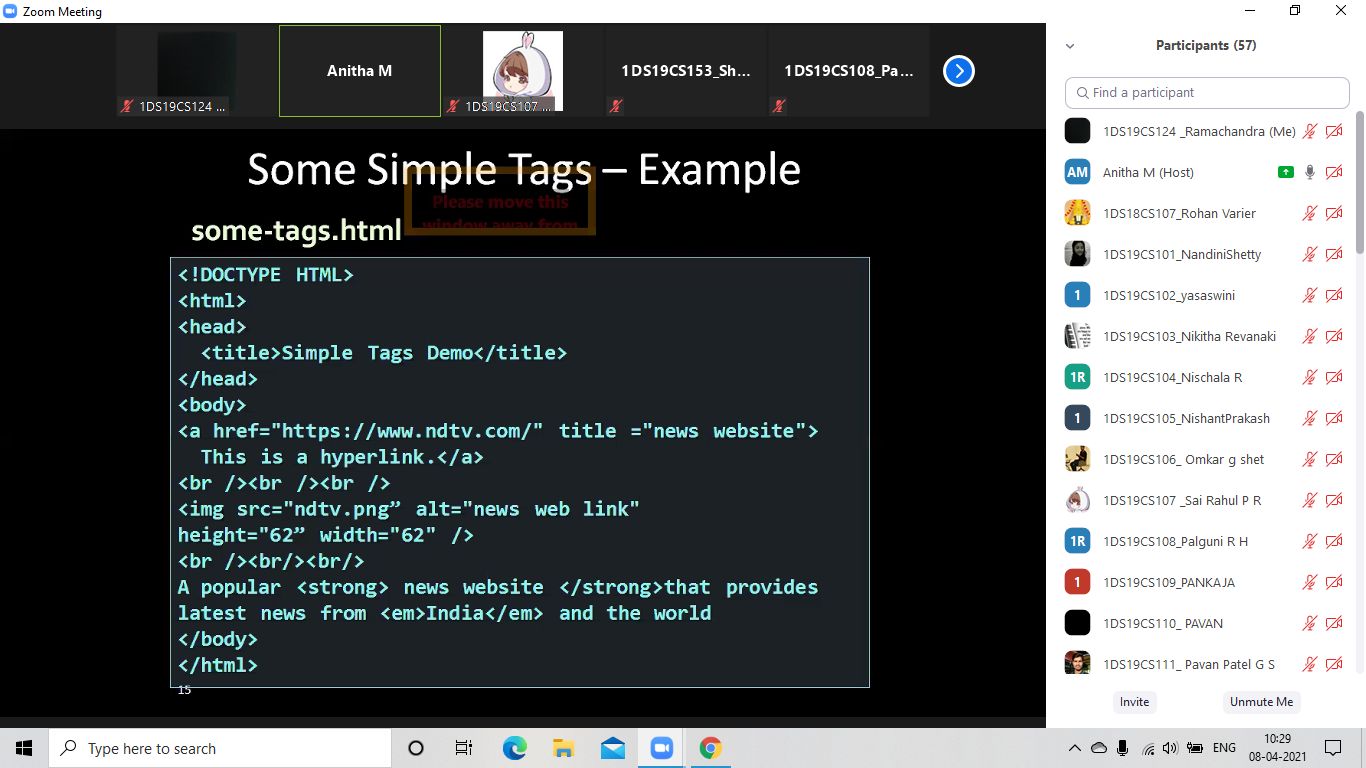 Zoom Meeting
1DS19CS124 ...
Anitha M
1DS19CS107 ...
1DS19CS153_Sh...
1DS19CS108_Pa...
Some Simple Tags – Example
Please move this
window away from
some-tags.html
<!DOCTYPE HTML>
<html>
<head>
<title>Simple Tags Demo</title>
</head>
<body>
<a href="https://www.ndtv.com/" title ="news website">
This is a hyperlink.</a>
<br /><br /><br />
<img src="ndtv.png” alt="news web link"
height="62” width="62" />
<br /><br/><br/>
A popular <strong> news website </strong>that provides
latest news from <em>India</em> and the world
</body>
</html>
15
Participants (57)
Find a participant
1DS19CS124 _Ramachandra (Me)
AM Anitha M (Host)
1DS18CS107_Rohan Varier
1DS19CS101_NandiniShetty
1 1DS19CS102_yasaswini
1DS19CS103_Nikitha Revanaki
1R 1DS19CS104_Nischala R
1 1DS19CS105_NishantPrakash
1DS19CS106_ Omkar g shet
1DS19CS107 _Sai Rahul P R
1R 1DS19CS108_Palguni R H
1 1DS19CS109_PANKAJA
1DS19CS110_ PAVAN
1DS19CS111_ Pavan Patel G S
Invite
Unmute Me
Type here to search
ENG
10:29
08-04-2021